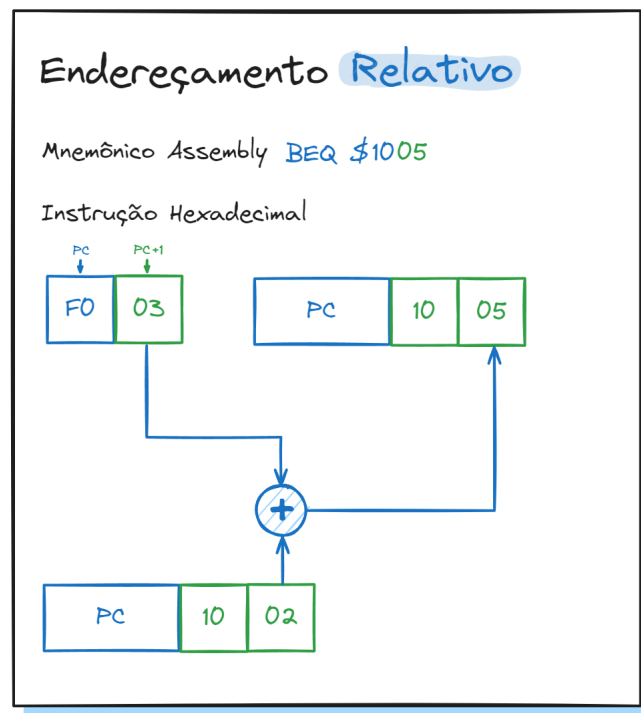 Endereçamento Relativo
Mnemônico Assembly BEQ $1005
Instrução Hexadecimal
PC PC+1
F0 03 PC 10 05
+
PC 10 02